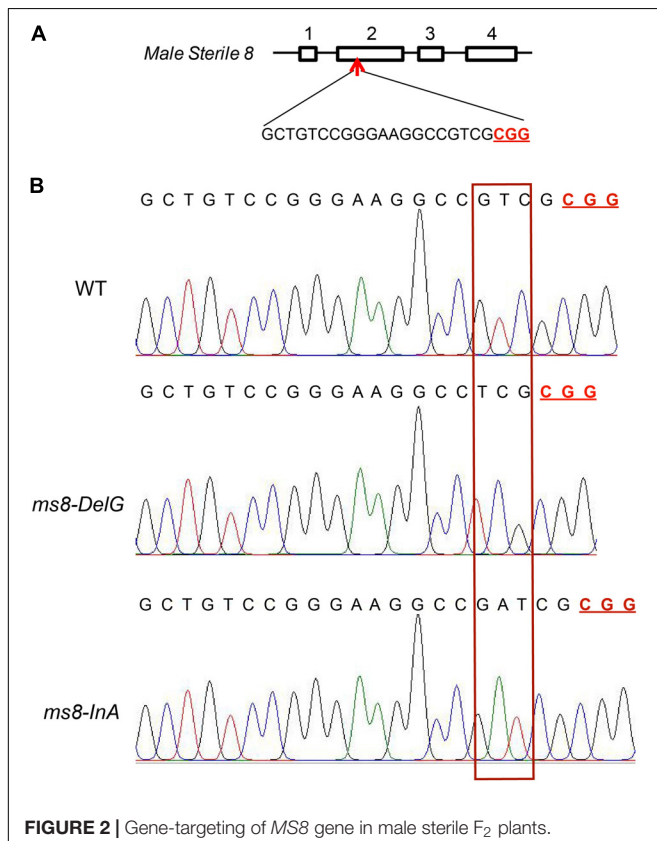 A
1 2 3 4
Male Sterile 8
GCTGTCCGGGAAGGCCGTCGCGG
B
G C T G T C C G G G A A G G C C G T C G C G G
WT
G C T G T C C G G G A A G G C C T C G C G G
ms8-DelG
G C T G T C C G G G A A G G C C G A T C G C G G
ms8-InA
FIGURE 2 | Gene-targeting of MS8 gene in male sterile F2 plants.